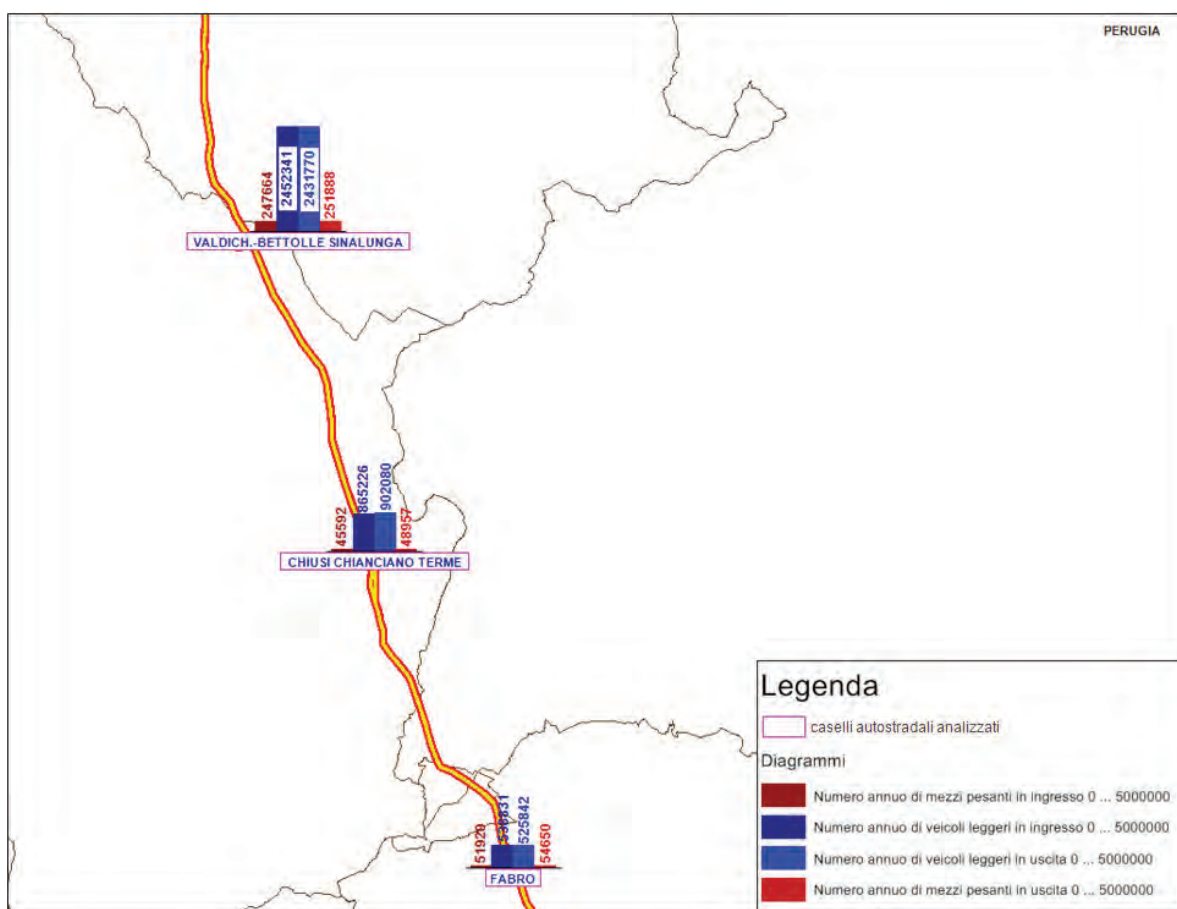 PERUGIA
247664
2452341
2431770
251888
VALDICH.-BETTOLLE SINALUNGA
45592
865226
902080
48957
CHIUSI CHIANCIANO TERME
525842
54650
FABRO
Legenda
caselli autostradali analizzati
Diagrammi
Numero annuo di mezzi pesanti in ingresso 0 ... 5000000
Numero annuo di veicoli leggeri in ingresso 0 ... 5000000
Numero annuo di veicoli leggeri in uscita 0 ... 5000000
Numero annuo di mezzi pesanti in uscita 0 ... 5000000